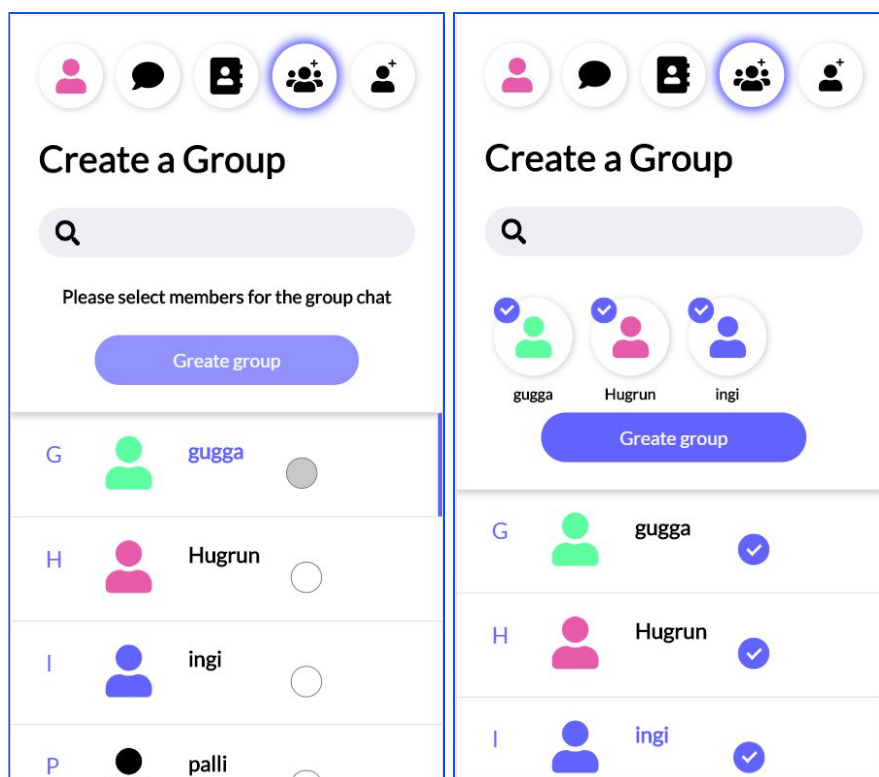 Create a Group
Please select members for the group chat
Greate group
G gugga
H Hugrun
I ingi
P palli
Create a Group
gugga Hugrun ingi
Greate group
G gugga
H Hugrun
I ingi